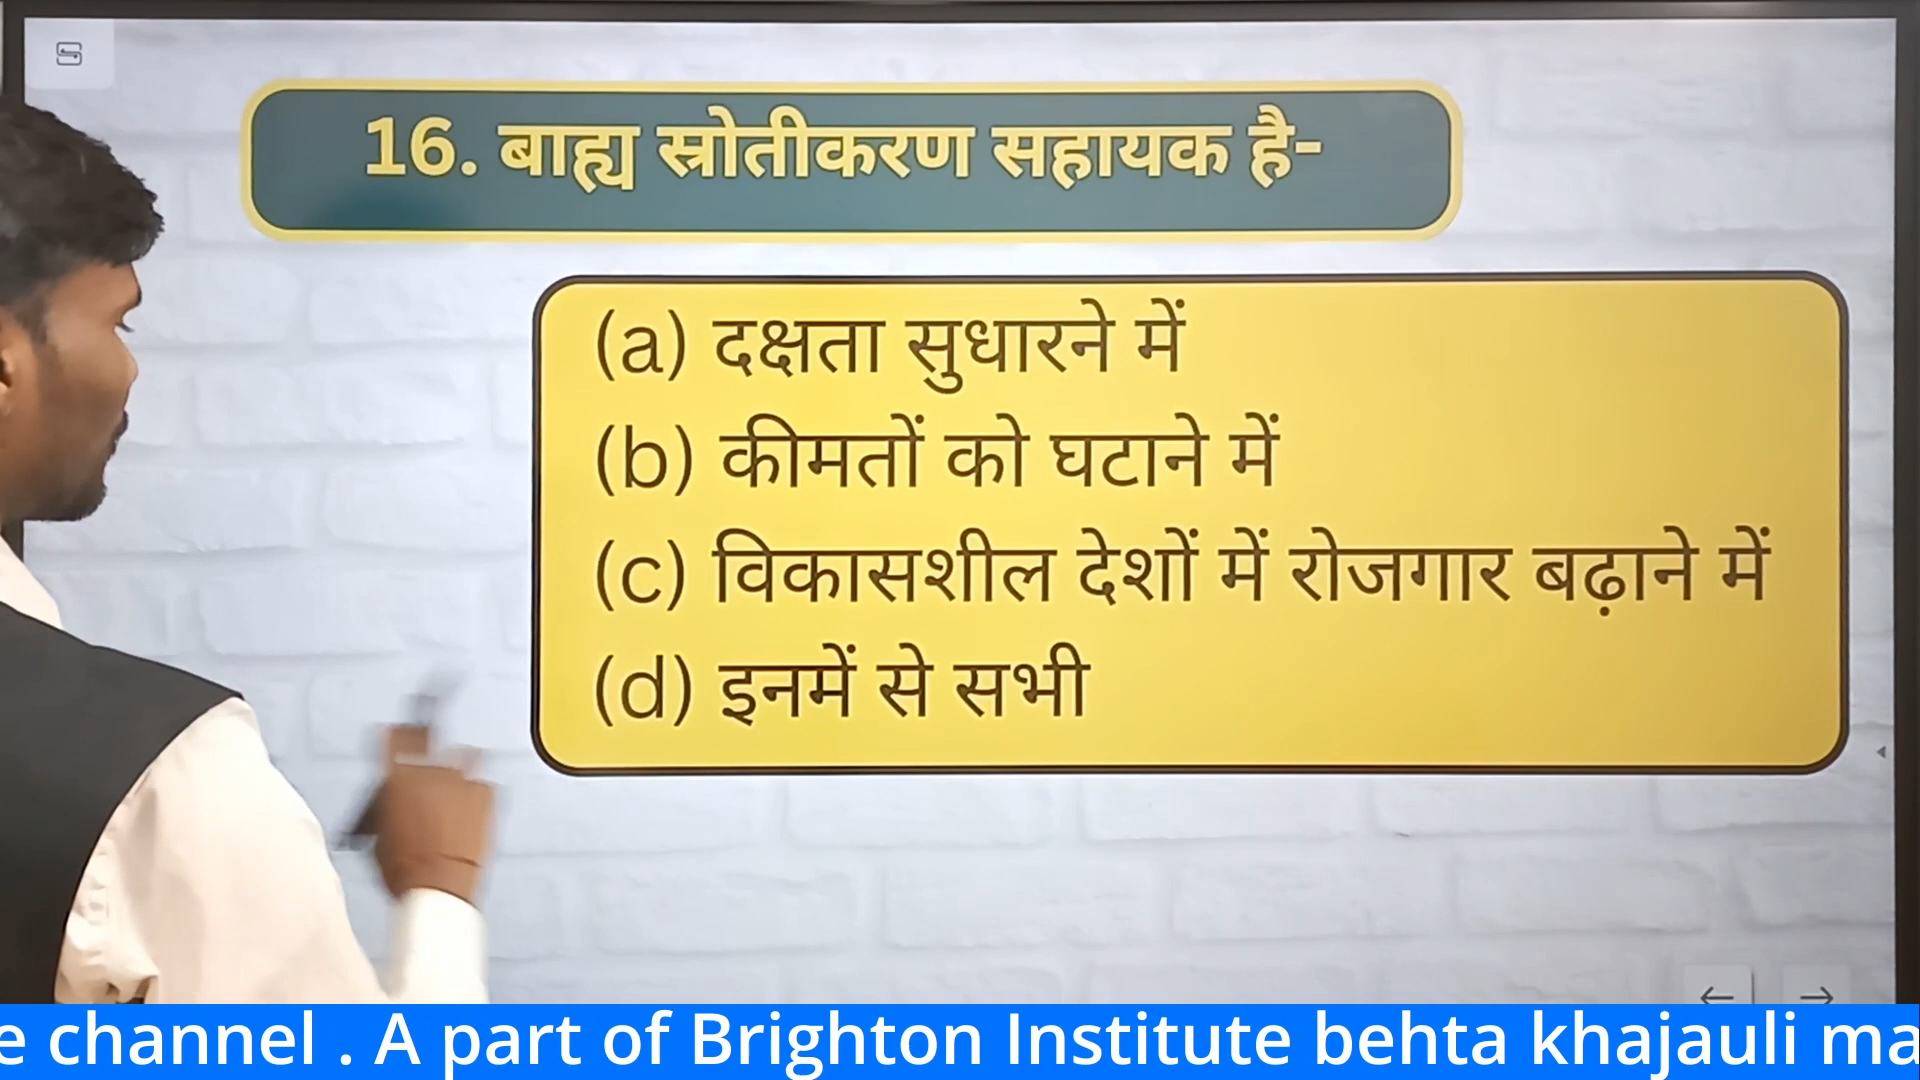 16. बाह्य स्रोतीकरण सहायक है-
(a) दक्षता सुधारने में
(b) कीमतों को घटाने में
(c) विकासशील देशों में रोजगार बढ़ाने में
(d) इनमें से सभी
channel . A part of Brighton Institute behta khajauli